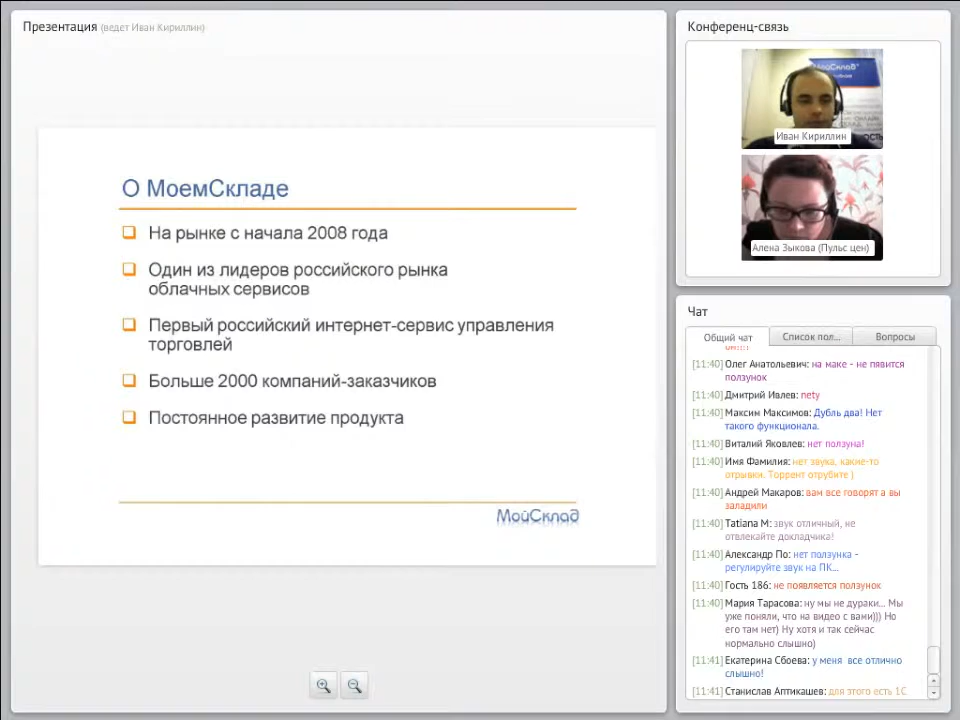 Презентация (ведет Иван Кириллин)
О МоемСкладе
На рынке с начала 2008 года
Один из лидеров российского рынка
облачных сервисов
Первый российский интернет-сервис управления
торговлей
Больше 2000 компаний-заказчиков
Постоянное развитие продукта
МойСклад
Конференц-связь
МойСклад
Иван Кириллин
Алена Зыкова (Пульс цен)
Чат
Общий чат
Список пол...
Вопросы
[11:40] Олег Анатольевич: на маке - не пявится
ползунок
[11:40] Дмитрий Ивлев: nety
[11:40] Максим Максимов: Дубль два! Нет
такого функционала.
[11:40] Виталий Яковлев: нет ползуна!
[11:40] Имя Фамилия: нет звука, какие-то
отрывки. Торрент отрубите )
[11:40] Андрей Макаров: вам все говорят а вы
заладили
[11:40] Tatiana M: звук отличный, не
отвлекайте докладчика!
[11:40] Александр По: нет ползунка -
регулируйте звук на ПК...
[11:40] Гость 186: не появляется ползунок
[11:40] Мария Тарасова: ну мы не дураки... Мы
уже поняли, что на видео с вами))) Но
его там нет) Ну хотя и так сейчас
нормально слышно)
[11:41] Екатерина Сбоева: у меня все отлично
слышно!
[11:41] Станислав Аптикашев: для этого есть 1С